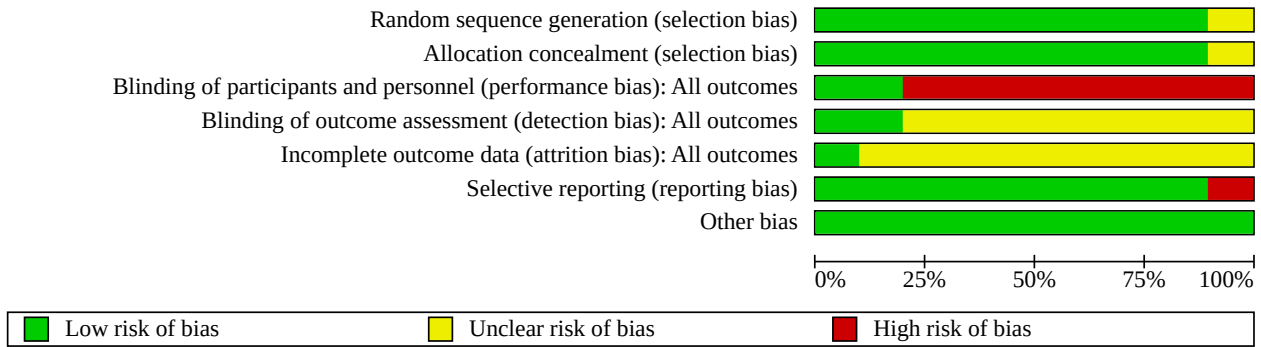 Random sequence generation (selection bias)
Allocation concealment (selection bias)
Blinding of participants and personnel (performance bias): All outcomes
Blinding of outcome assessment (detection bias): All outcomes
Incomplete outcome data (attrition bias): All outcomes
Selective reporting (reporting bias)
Other bias
0% 25% 50% 75% 100%
Low risk of bias Unclear risk of bias High risk of bias